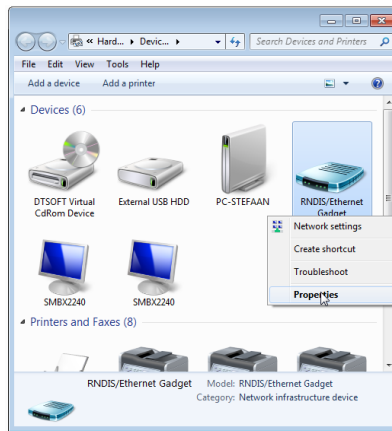 « Hard... ▸ Devic... ▸
Search Devices and Printers
File Edit View Tools Help
Add a device Add a printer
Devices (6)
DTSOFT Virtual
CdRom Device
External USB HDD
PC-STEFAAN
RNDIS/Ethernet
Gadget
Network settings
Create shortcut
Troubleshoot
Properties
SMBX2240
SMBX2240
Printers and Faxes (8)
RNDIS/Ethernet Gadget
Model: RNDIS/Ethernet Gadget
Category: Network infrastructure device